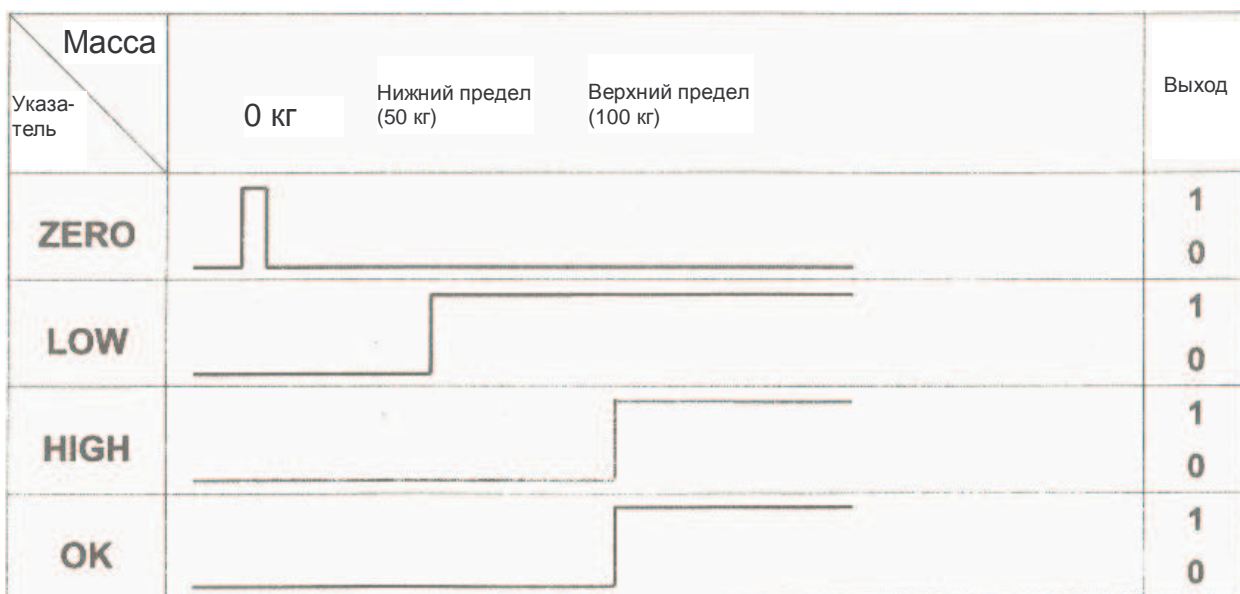 Масса
Указа-
тель
0 кг
Нижний предел
(50 кг)
Верхний предел
(100 кг)
Выход
ZERO
1
0
LOW
1
0
HIGH
1
0
OK
1
0